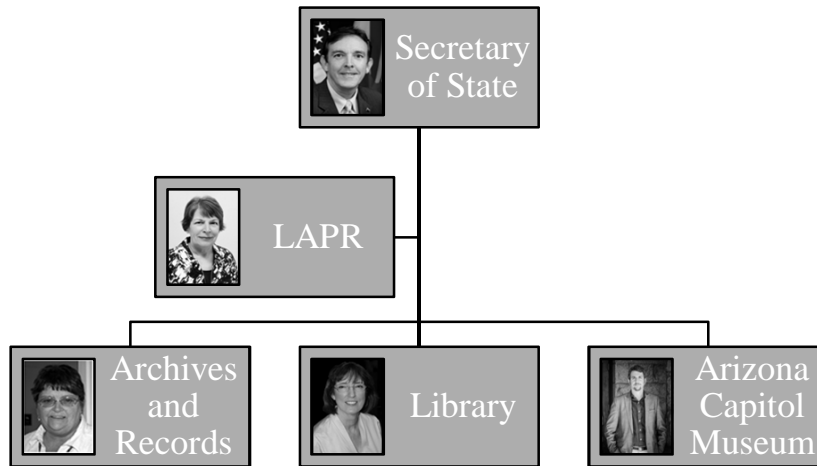 Secretary
of State
LAPR
Archives
and
Records
Library
Arizona
Capitol
Museum